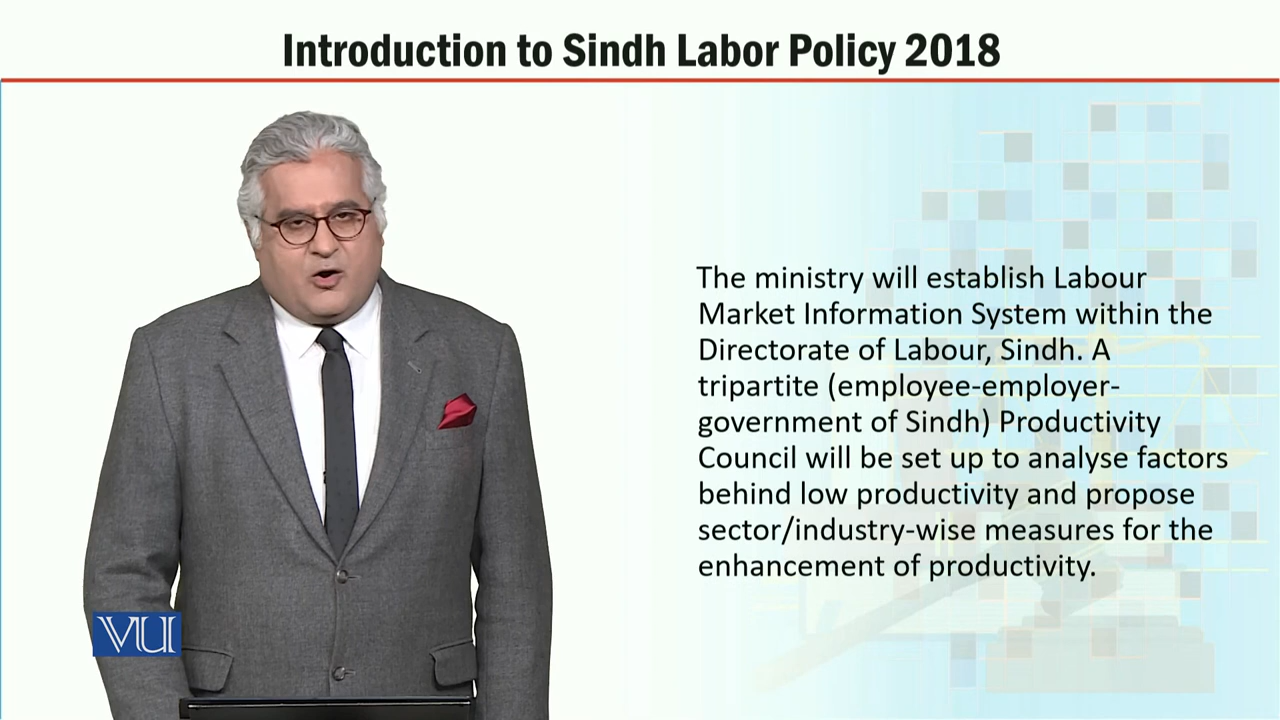 Introduction to Sindh Labor Policy 2018
The ministry will establish Labour
Market Information System within the
Directorate of Labour, Sindh. A
tripartite (employee-employer-
government of Sindh) Productivity
Council will be set up to analyse factors
behind low productivity and propose
sector/industry-wise measures for the
enhancement of productivity.
VU